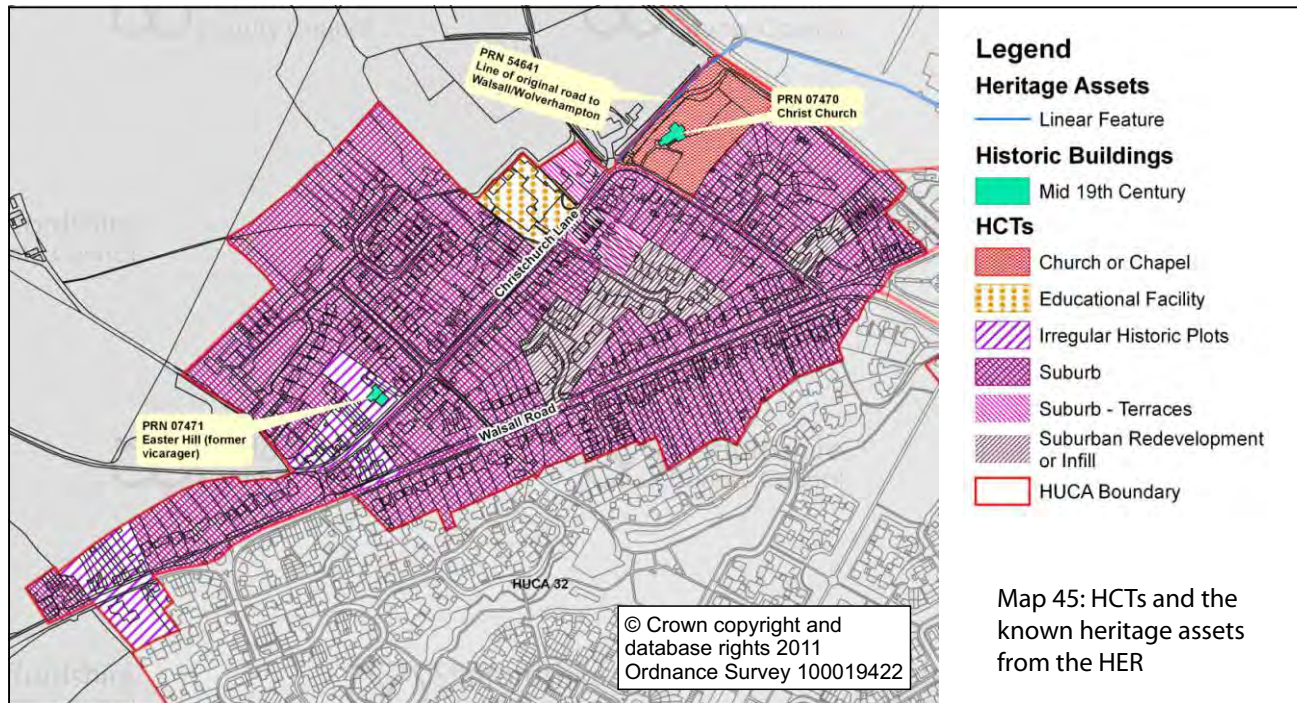 PRN 54641
Line of original road to
Walsall/Wolverhampton
PRN 07470
Christ Church
Christchurch Lane
Walsall Road
PRN 07471
Easter Hill (former
vicarager)
HUCA 32
© Crown copyright and
database rights 2011
Ordnance Survey 100019422
Legend
Heritage Assets
Linear Feature
Historic Buildings
Mid 19th Century
HCTs
Church or Chapel
Educational Facility
Irregular Historic Plots
Suburb
Suburb - Terraces
Suburban Redevelopment
or Infill
HUCA Boundary
Map 45: HCTs and the
known heritage assets
from the HER